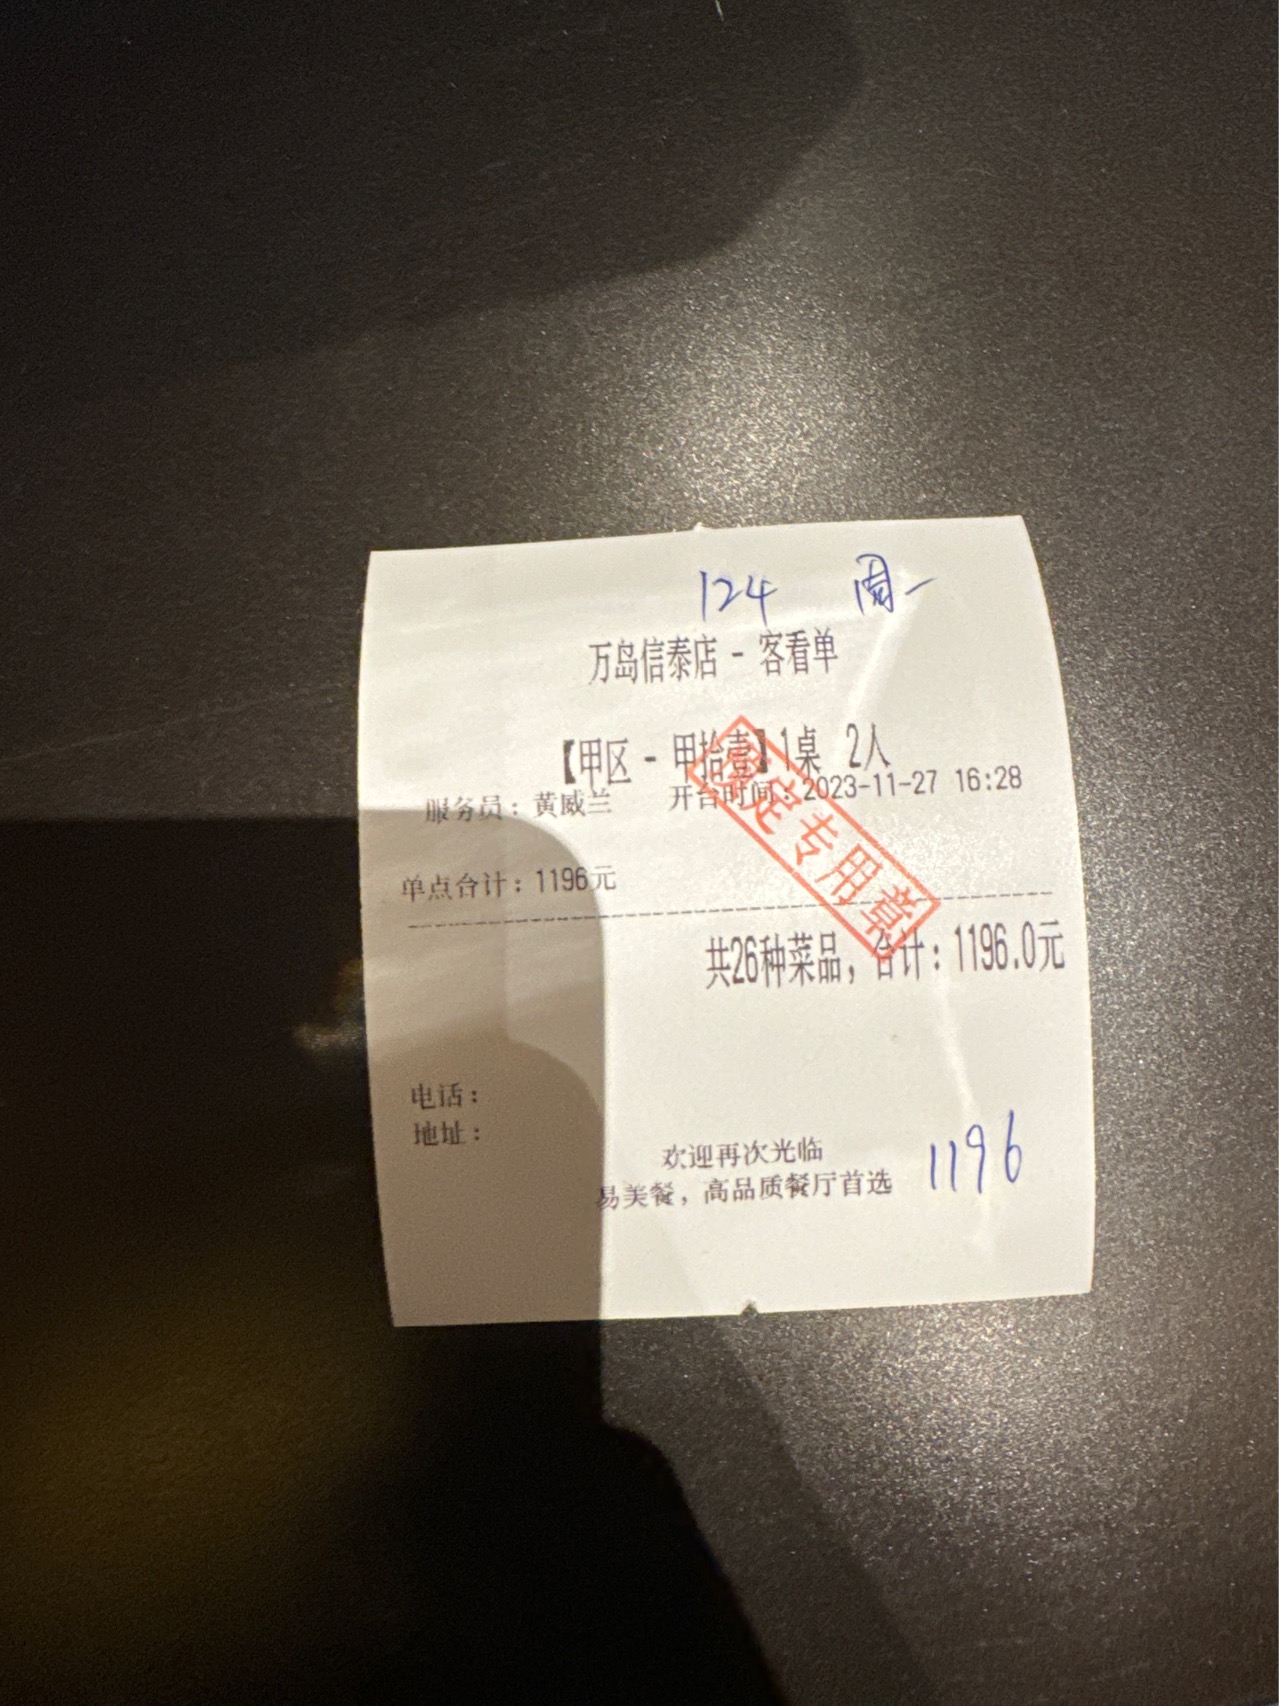 124 周一
万岛信泰店 - 客看单
【甲区 - 甲拾壹】1桌 2人
服务员：黄威兰 开台时间：2023-11-27 16:28
单点合计：1196元
共26种菜品，合计：1196.0元
定专用章
电话：
地址：
欢迎再次光临
1196
易美餐，高品质餐厅首选